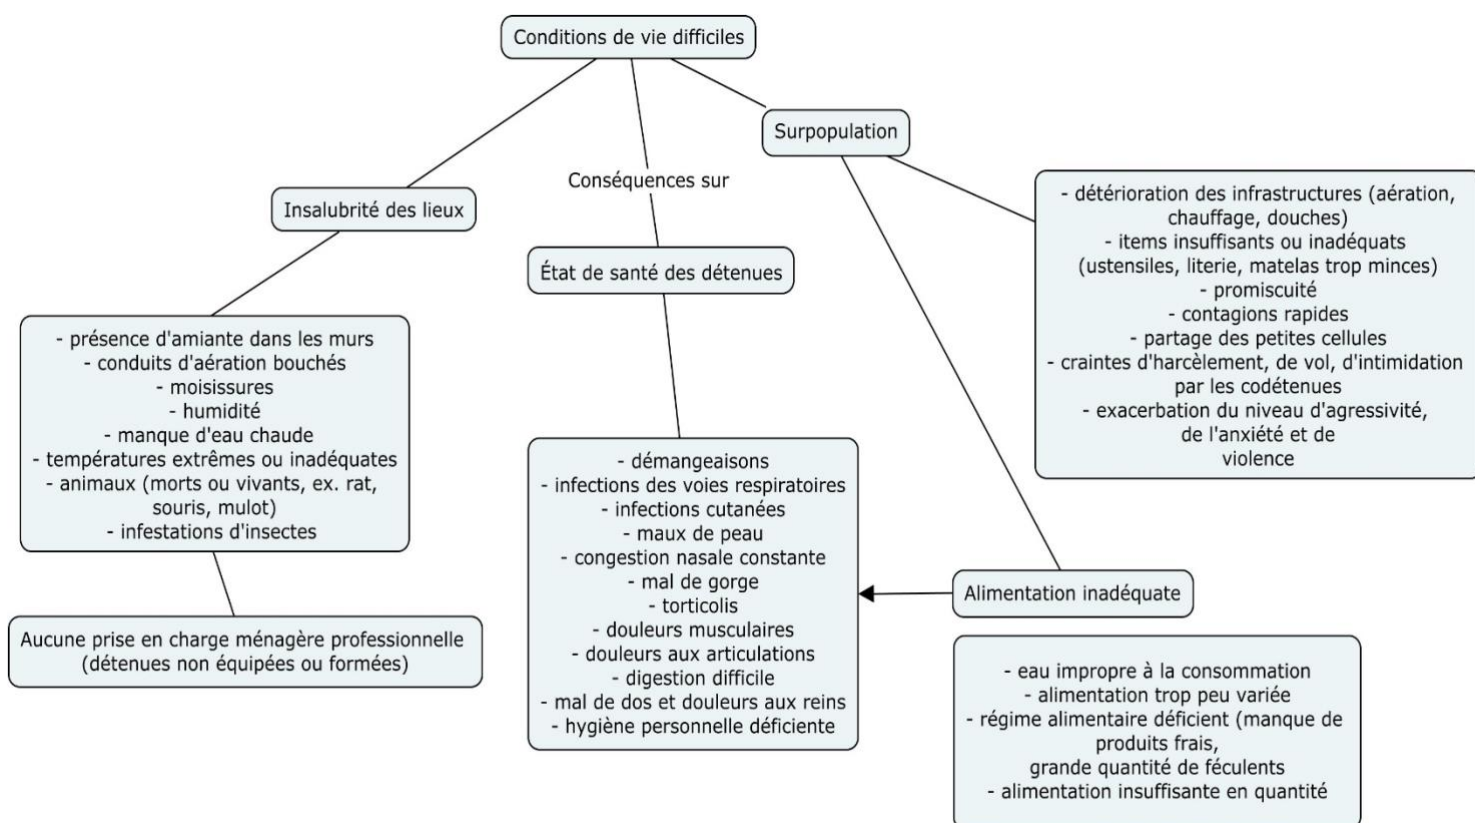 Conditions de vie difficiles
Surpopulation
Conséquences sur
Insalubrité des lieux
État de santé des détenues
- détérioration des infrastructures (aération,
chauffage, douches)
- items insuffisants ou inadéquats
(ustensiles, literie, matelas trop minces)
- promiscuité
- contagions rapides
- partage des petites cellules
- craintes d'harcèlement, de vol, d'intimidation
par les codétenues
- exacerbation du niveau d'agressivité,
de l'anxiété et de
violence
- présence d'amiante dans les murs
- conduits d'aération bouchés
- moisissures
- humidité
- manque d'eau chaude
- températures extrêmes ou inadéquates
- animaux (morts ou vivants, ex. rat,
souris, mulot)
- infestations d'insectes
- démangeaisons
- infections des voies respiratoires
- infections cutanées
- maux de peau
- congestion nasale constante
- mal de gorge
- torticolis
- douleurs musculaires
- douleurs aux articulations
- digestion difficile
- mal de dos et douleurs aux reins
- hygiène personnelle déficiente
Alimentation inadéquate
Aucune prise en charge ménagère professionnelle
(détenues non équipées ou formées)
- eau impropre à la consommation
- alimentation trop peu variée
- régime alimentaire déficient (manque de
produits frais,
grande quantité de féculents
- alimentation insuffisante en quantité